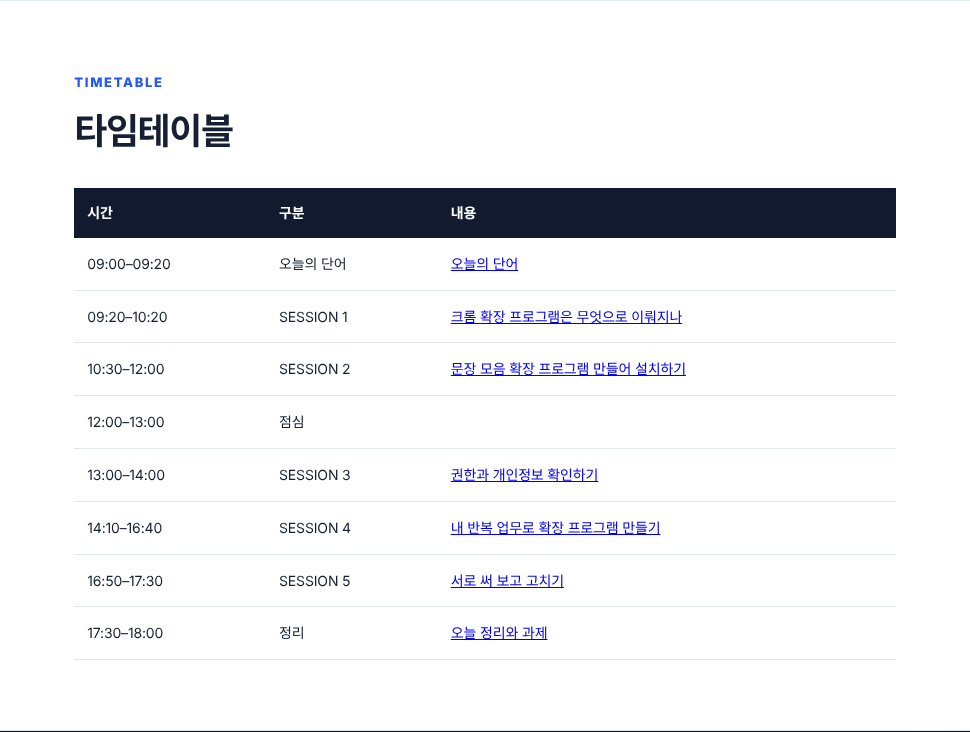 TIMETABLE
타임테이블
시간 구분 내용
09:00–09:20 오늘의 단어 오늘의 단어
09:20–10:20 SESSION 1 크롬 확장 프로그램은 무엇으로 이뤄지나
10:30–12:00 SESSION 2 문장 모음 확장 프로그램 만들어 설치하기
12:00–13:00 점심
13:00–14:00 SESSION 3 권한과 개인정보 확인하기
14:10–16:40 SESSION 4 내 반복 업무로 확장 프로그램 만들기
16:50–17:30 SESSION 5 서로 써 보고 고치기
17:30–18:00 정리 오늘 정리와 과제